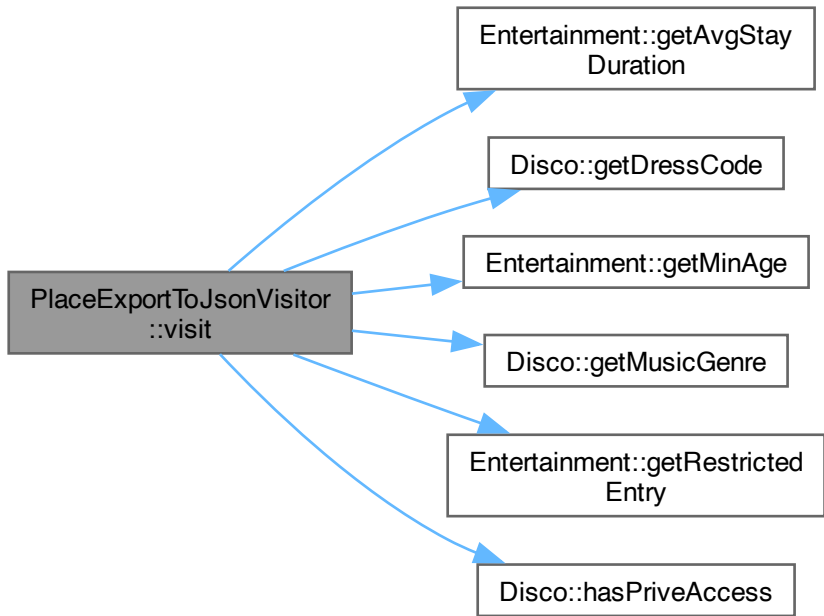 Entertainment::getAvgStay
Duration
Disco::getDressCode
Entertainment::getMinAge
PlaceExportToJsonVisitor
::visit
Disco::getMusicGenre
Entertainment::getRestricted
Entry
Disco::hasPriveAccess